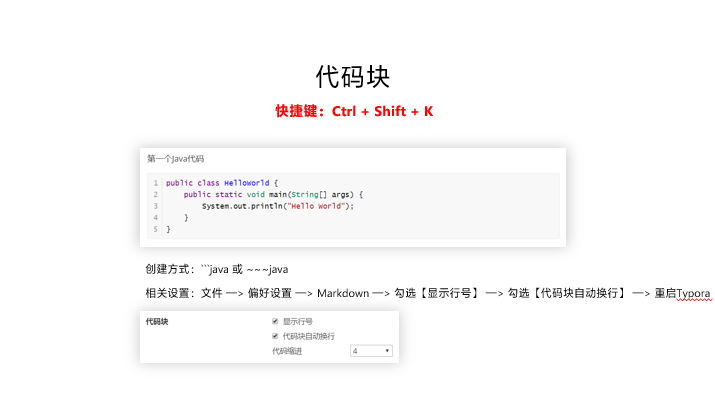 代码块
快捷键：Ctrl + Shift + K
第一个Java代码
1 public class HelloWorld {
2     public static void main(String[] args) {
3         System.out.println("Hello World");
4     }
5 }
创建方式：```java 或 ~~~java
相关设置：文件 —> 偏好设置 —> Markdown —> 勾选【显示行号】 —> 勾选【代码块自动换行】 —> 重启Typora
代码块 显示行号
代码块自动换行
代码缩进 4